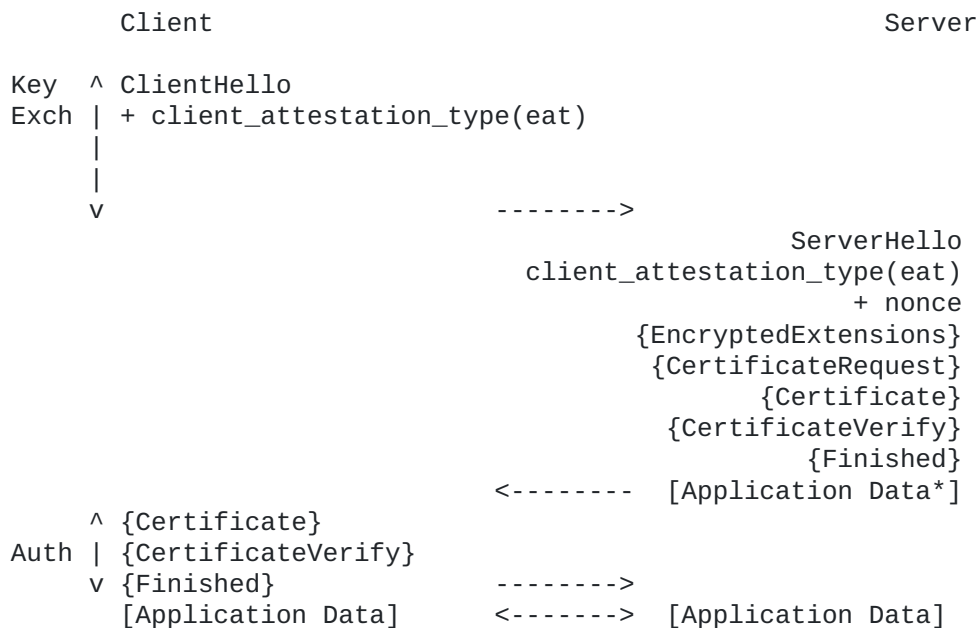 Client                                          Server

Key  ^ ClientHello
Exch | + client_attestation_type(eat)
     |
     |
     v                         -------->
                                                  ServerHello
                                 client_attestation_type(eat)
                                                      + nonce
                                        {EncryptedExtensions}
                                         {CertificateRequest}
                                                {Certificate}
                                          {CertificateVerify}
                                                   {Finished}
                               <--------  [Application Data*]
     ^ {Certificate}
Auth | {CertificateVerify}
     v {Finished}              -------->
       [Application Data]      <------->  [Application Data]